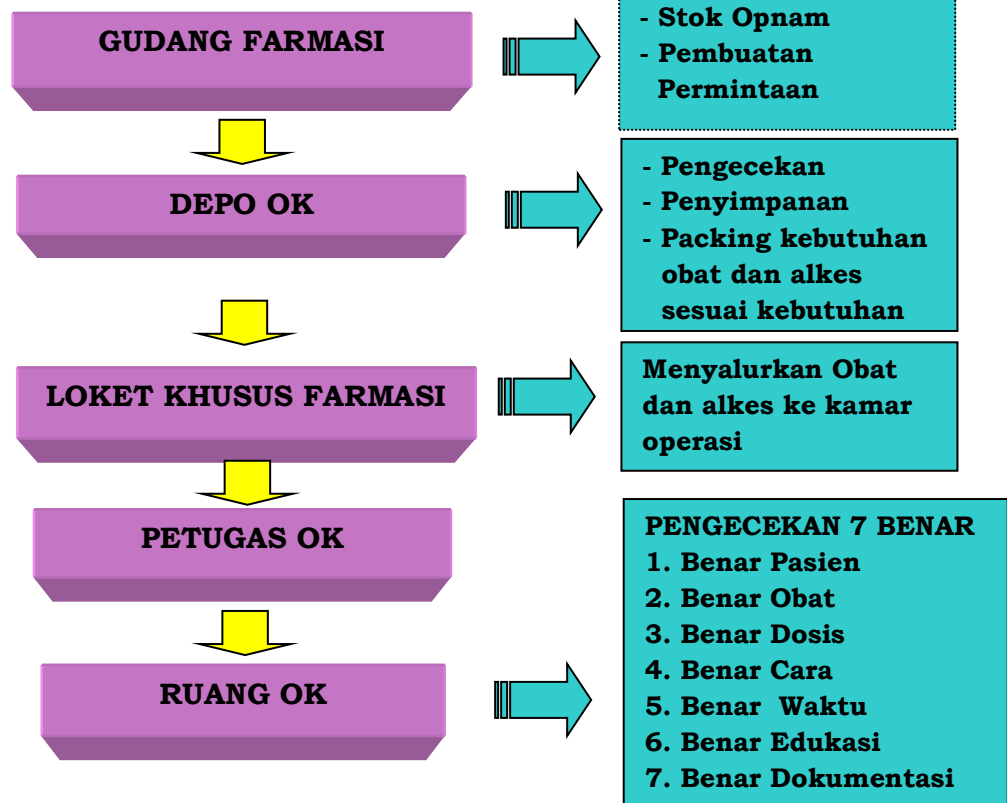 GUDANG FARMASI
- Stok Opnam
- Pembuatan
Permintaan
DEPO OK
- Pengecekan
- Penyimpanan
- Packing kebutuhan
obat dan alkes
sesuai kebutuhan
LOKET KHUSUS FARMASI
Menyalurkan Obat
dan alkes ke kamar
operasi
PETUGAS OK
RUANG OK
PENGECEKAN 7 BENAR
1. Benar Pasien
2. Benar Obat
3. Benar Dosis
4. Benar Cara
5. Benar  Waktu
6. Benar Edukasi
7. Benar Dokumentasi